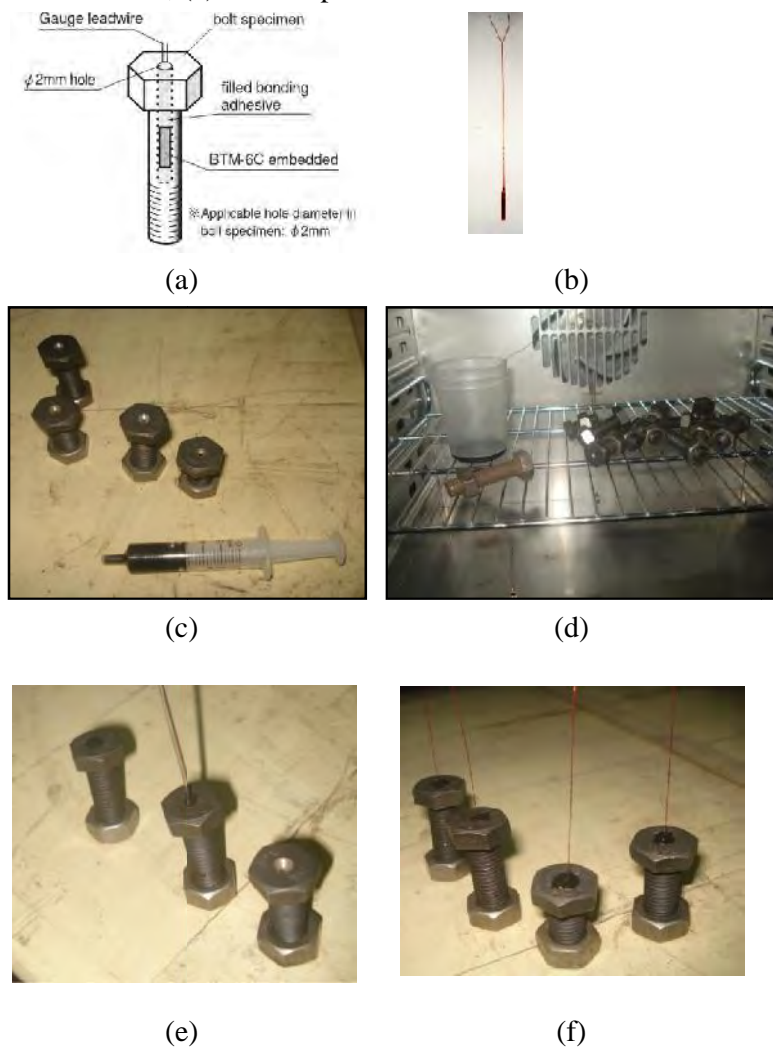 Gauge leadwire
bolt specimen
ϕ2mm hole
filled bonding
adhesive
BTM-6C embedded
※Applicable hole diameter in
bolt specimen: ϕ2mm
(a)
(b)
(c)
(d)
(e)
(f)